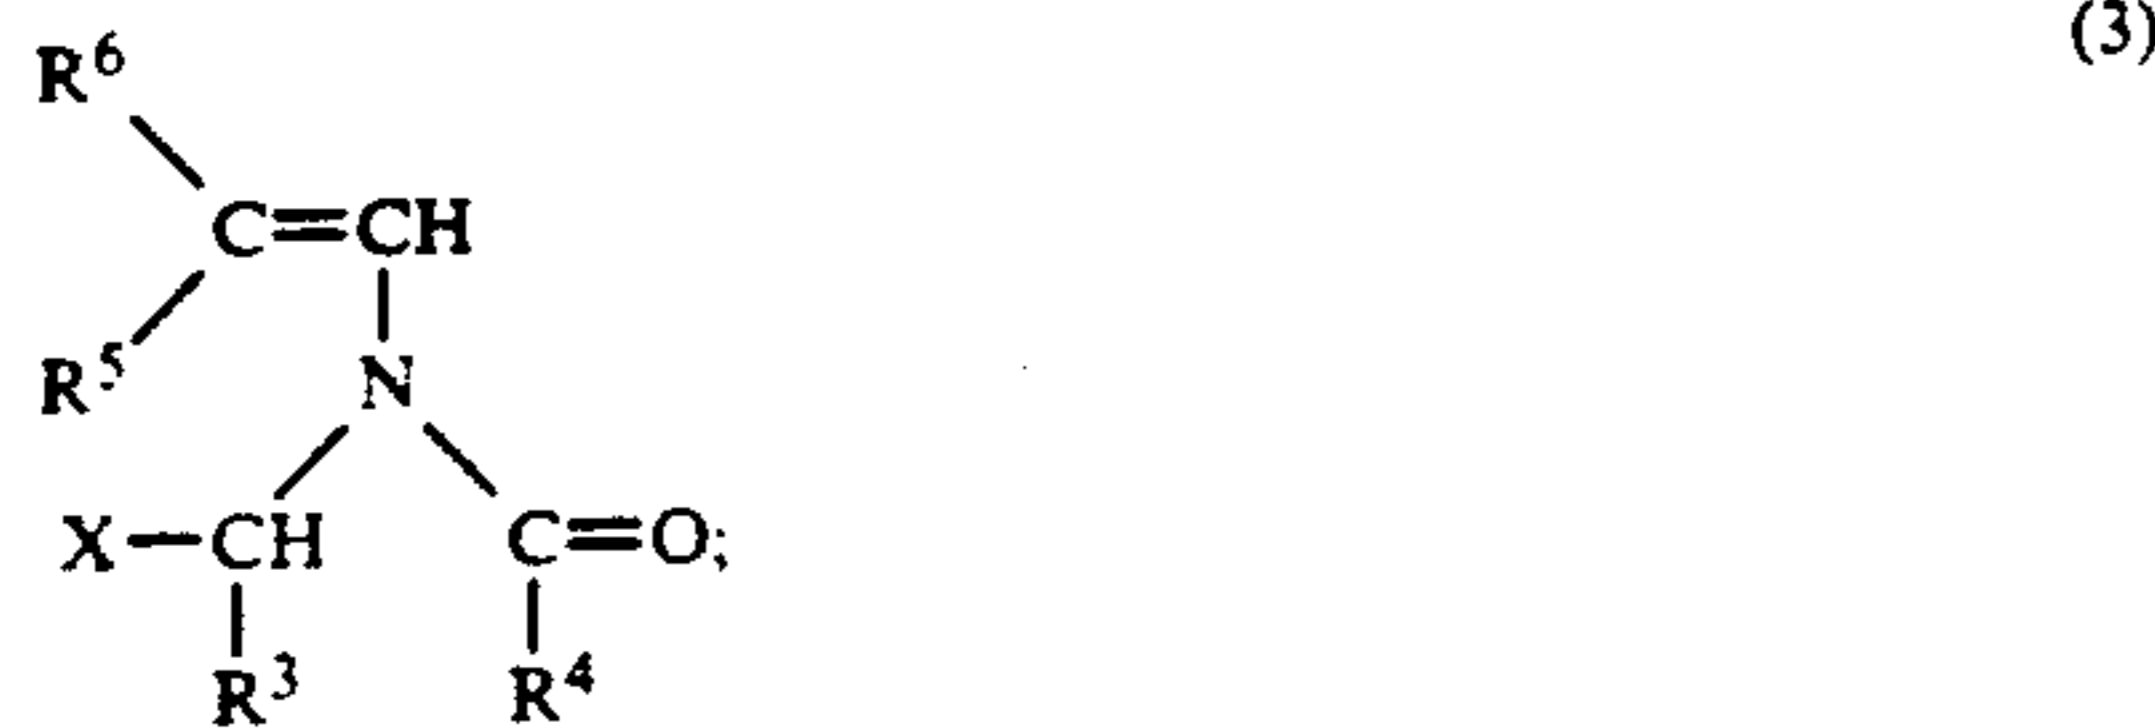 (3)
R⁶
C=CH
R⁵
N
X—CH C=O;
R³ R⁴